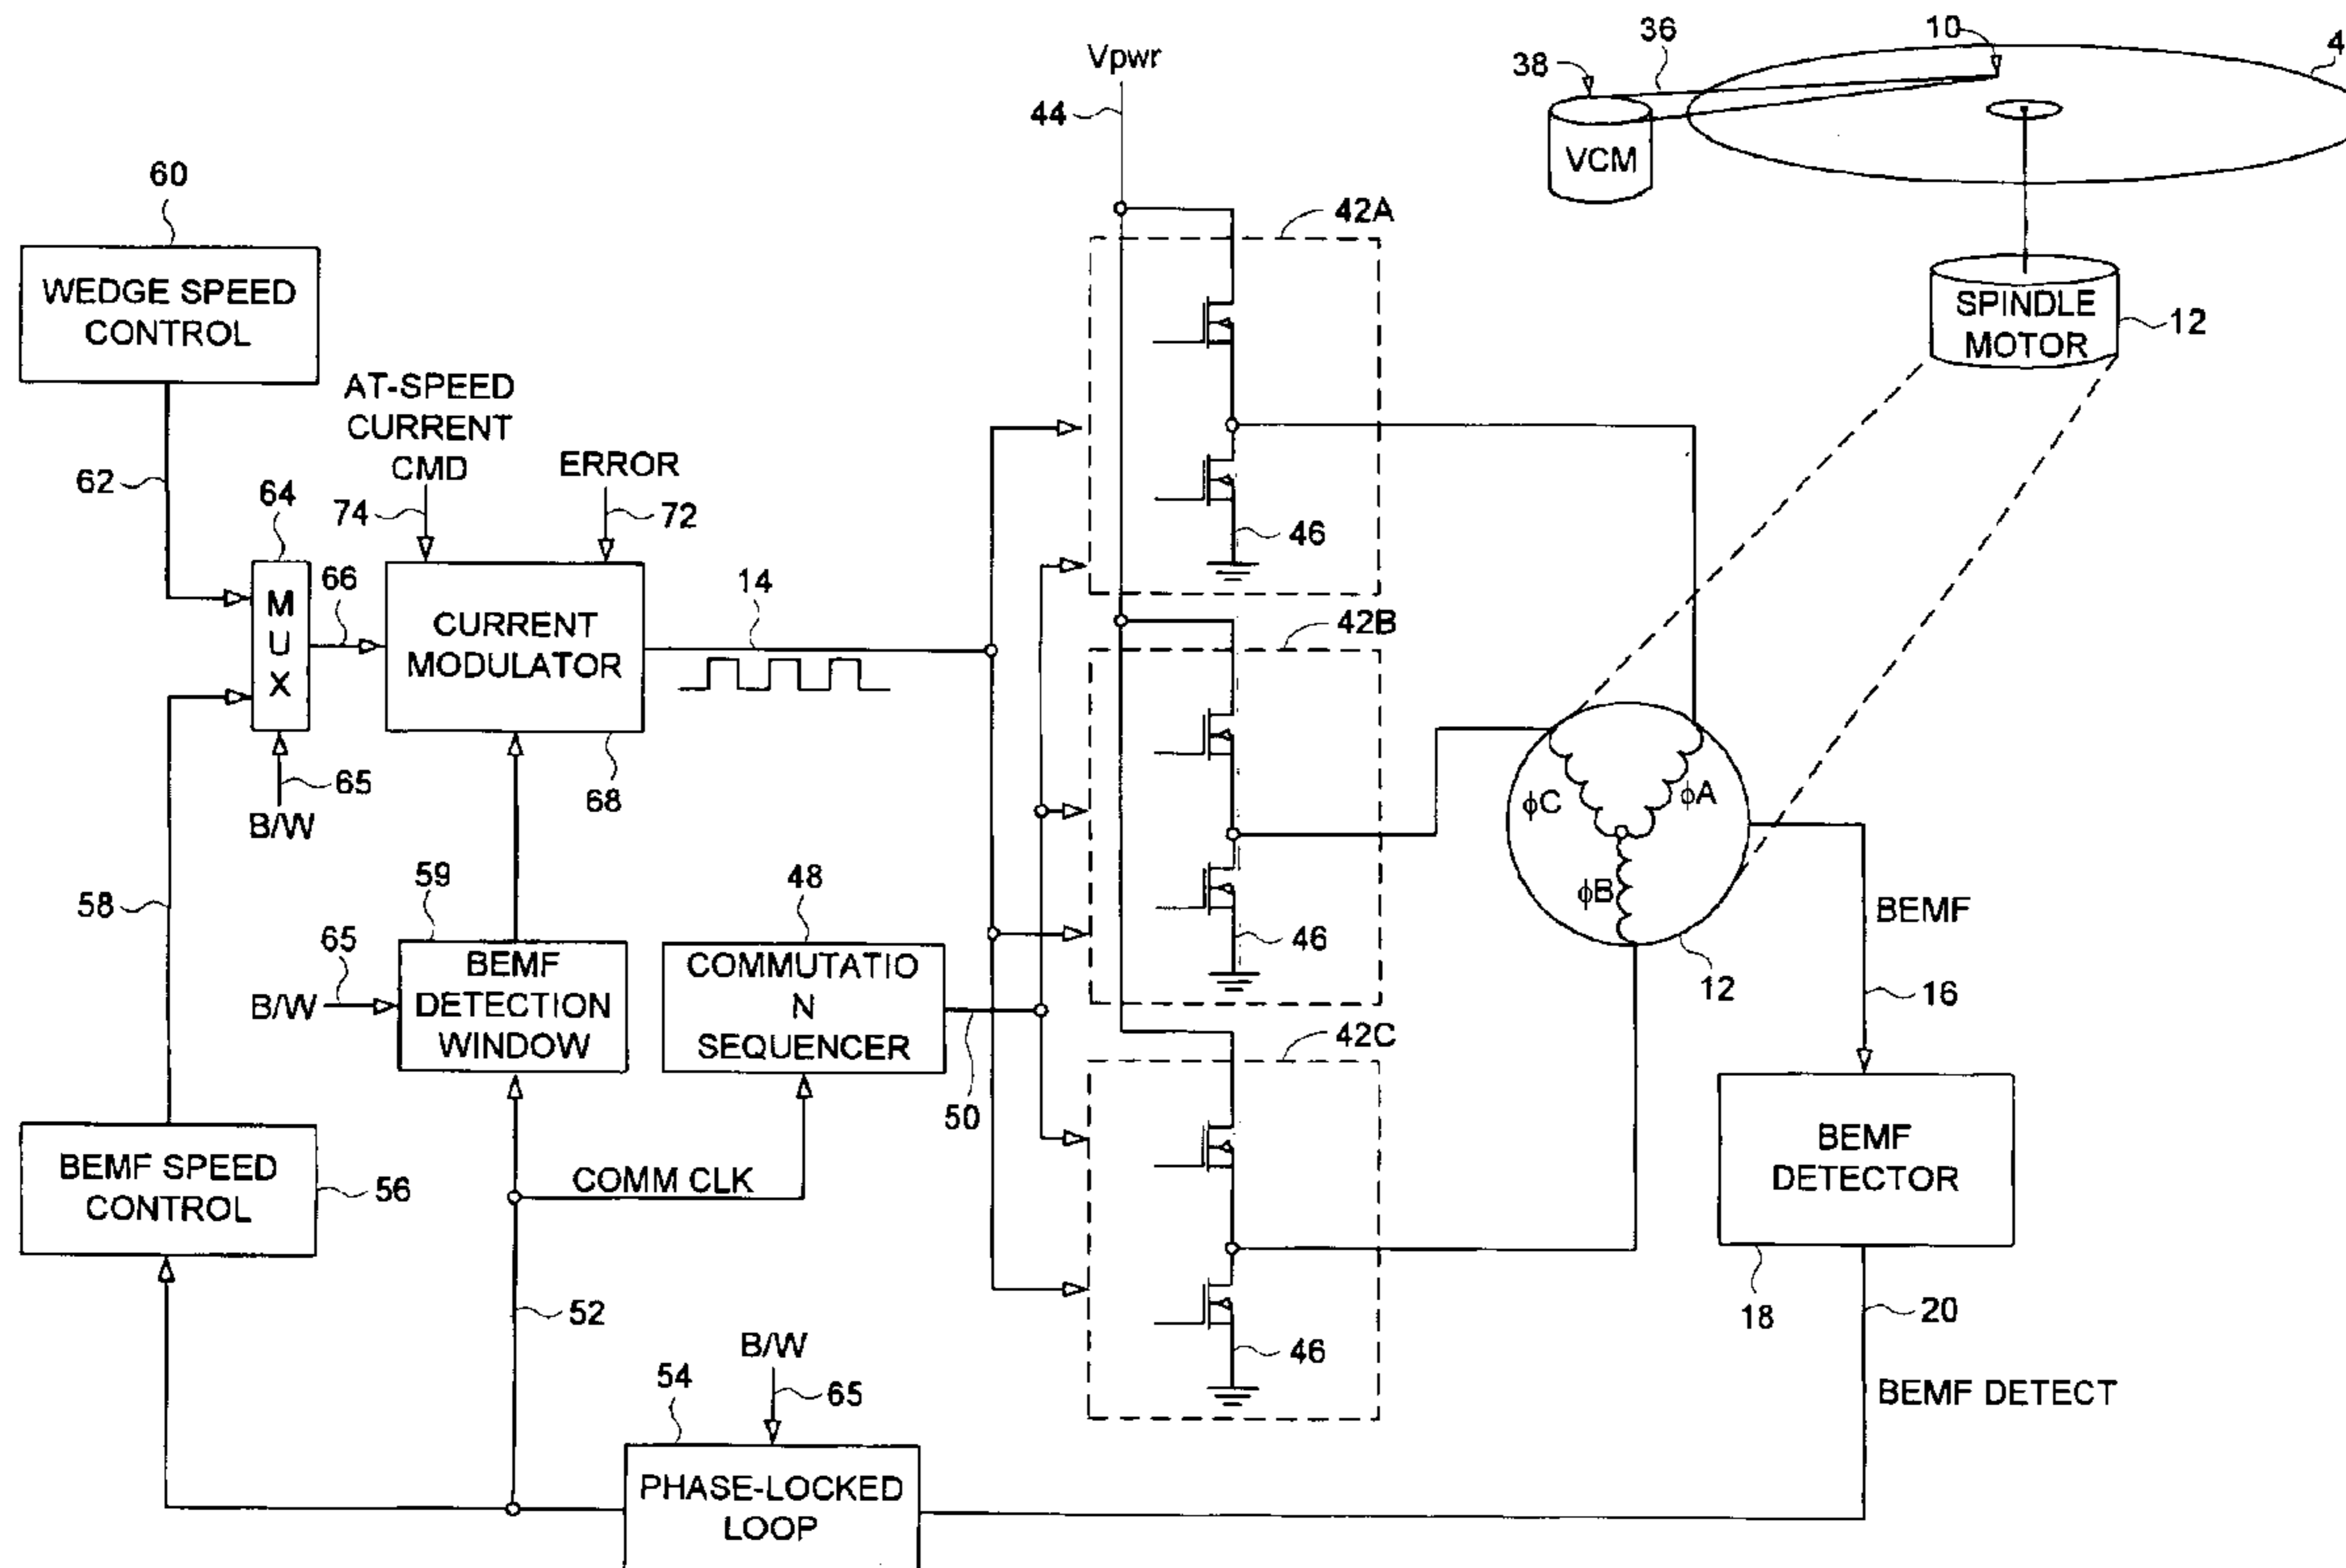 Vpwr
44
10
36
4
38
VCM
SPINDLE
MOTOR
12
42A
60
WEDGE SPEED
CONTROL
62
64
AT-SPEED
CURRENT
CMD
74
ERROR
72
M
U
X
66
CURRENT
MODULATOR
14
68
65
B/W
46
42B
46
42C
46
ϕC
ϕA
ϕB
12
BEMF
16
BEMF
DETECTOR
18
20
BEMF DETECT
58
59
65
B/W
BEMF
DETECTION
WINDOW
48
COMMUTATIO
N
SEQUENCER
50
BEMF SPEED
CONTROL
56
COMM CLK
52
B/W
65
54
PHASE-LOCKED
LOOP